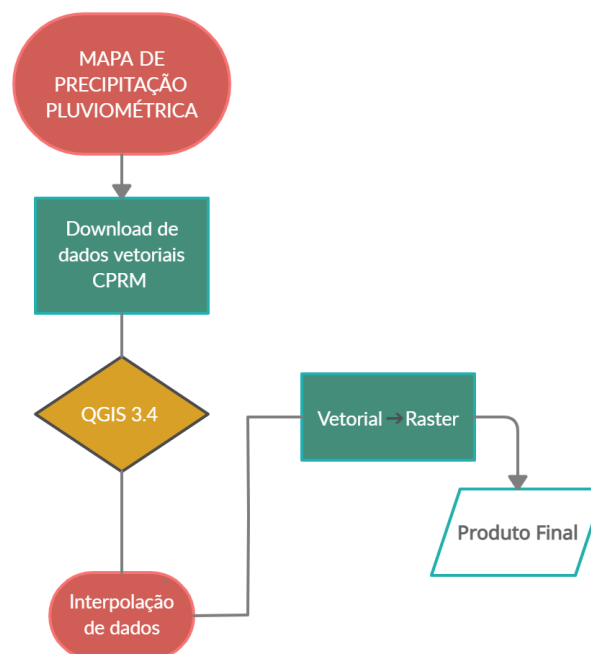 MAPA DE
PRECIPITAÇÃO
PLUVIOMÉTRICA
Download de
dados vetoriais
CPRM
QGIS 3.4
Interpolação
de dados
Vetorial ➔ Raster
Produto Final